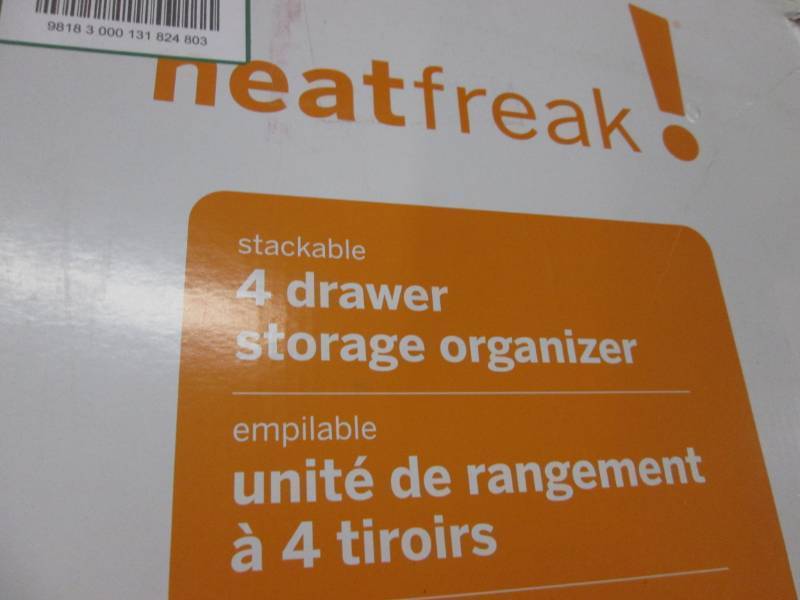 9818 3 000 131 824 803
neatfreak!
stackable
4 drawer
storage organizer
empilable
unité de rangement
à 4 tiroirs